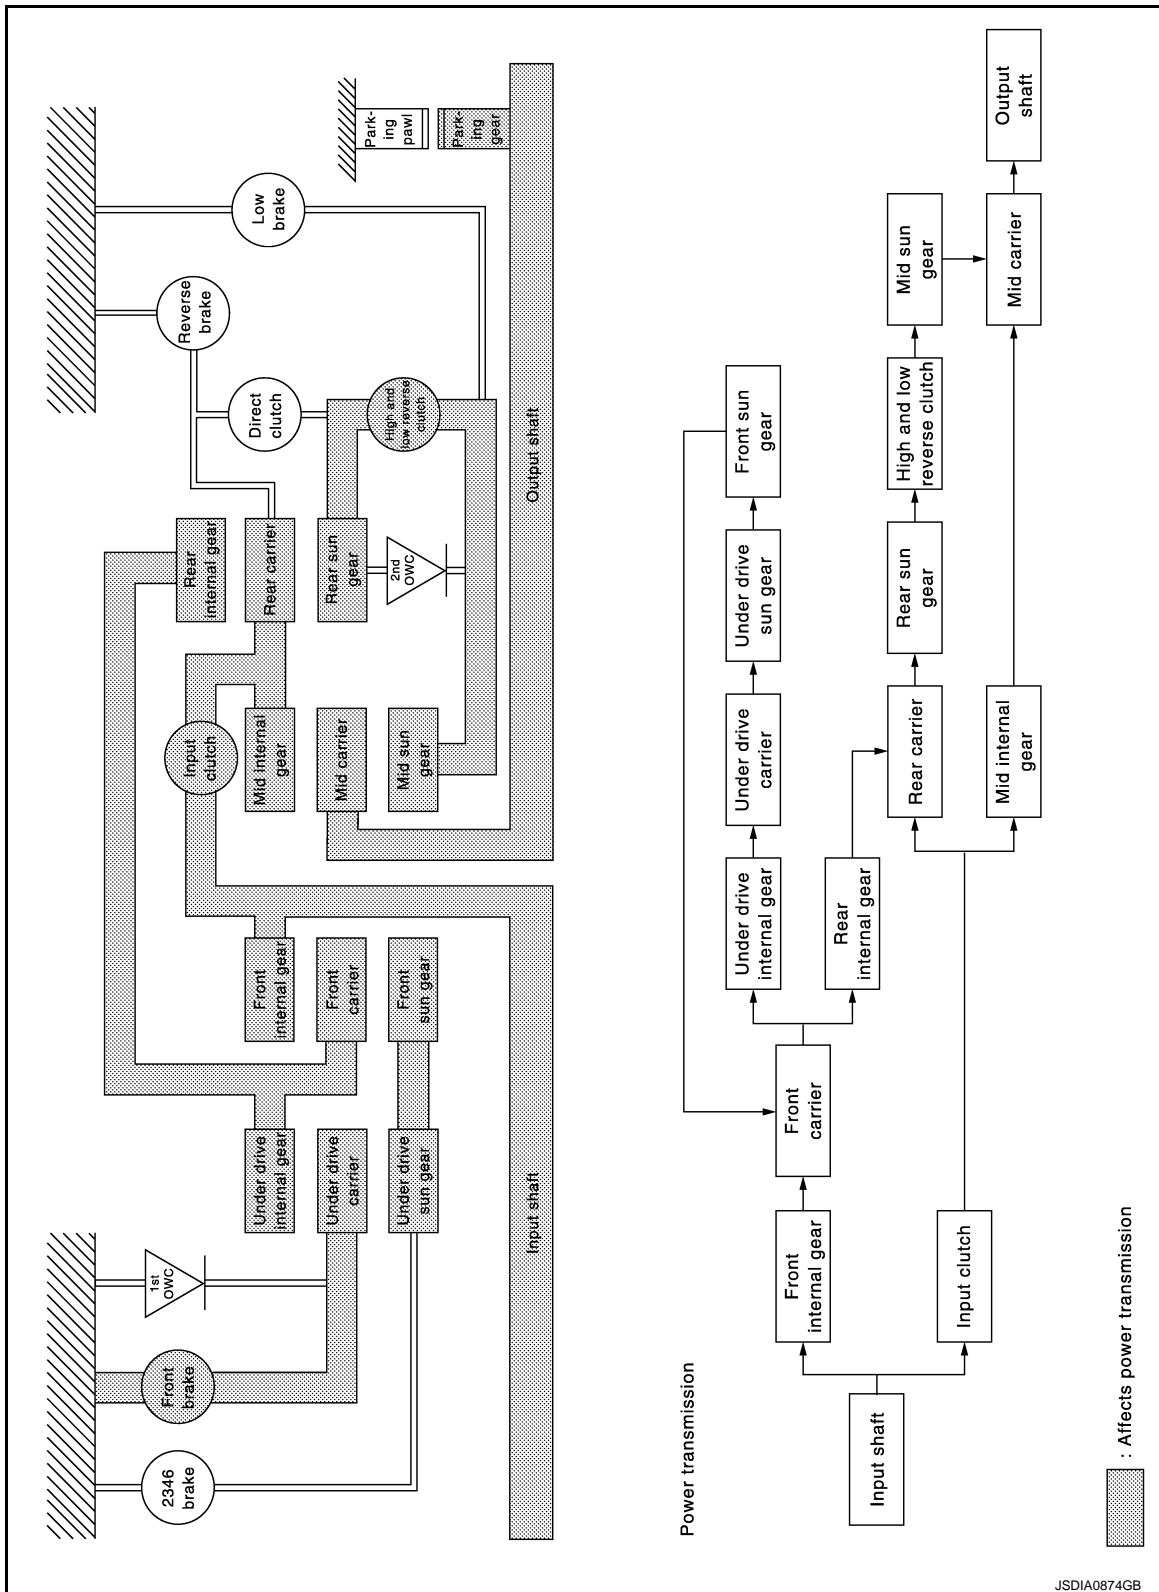 2346
brake
Front
brake
1st
OWC
Under drive
internal gear
Under drive
carrier
Under drive
sun gear
Front
internal gear
Front
carrier
Front
sun gear
Input clutch
Mid internal
gear
Mid carrier
Mid sun
gear
Rear
internal gear
Rear carrier
Rear sun
gear
2nd
OWC
Direct
clutch
High and
low reverse
clutch
Reverse
brake
Low
brake
Park-
ing
pawl
Park-
ing
gear
Input shaft
Output shaft
Power transmission
Input shaft
Front
internal gear
Input clutch
Front
carrier
Under drive
internal gear
Rear
internal gear
Under drive
carrier
Rear carrier
Mid internal
gear
Under drive
sun gear
Rear sun
gear
Front sun
gear
High and low
reverse clutch
Mid sun
gear
Mid carrier
Output
shaft
: Affects power transmission
JSDIA0874GB